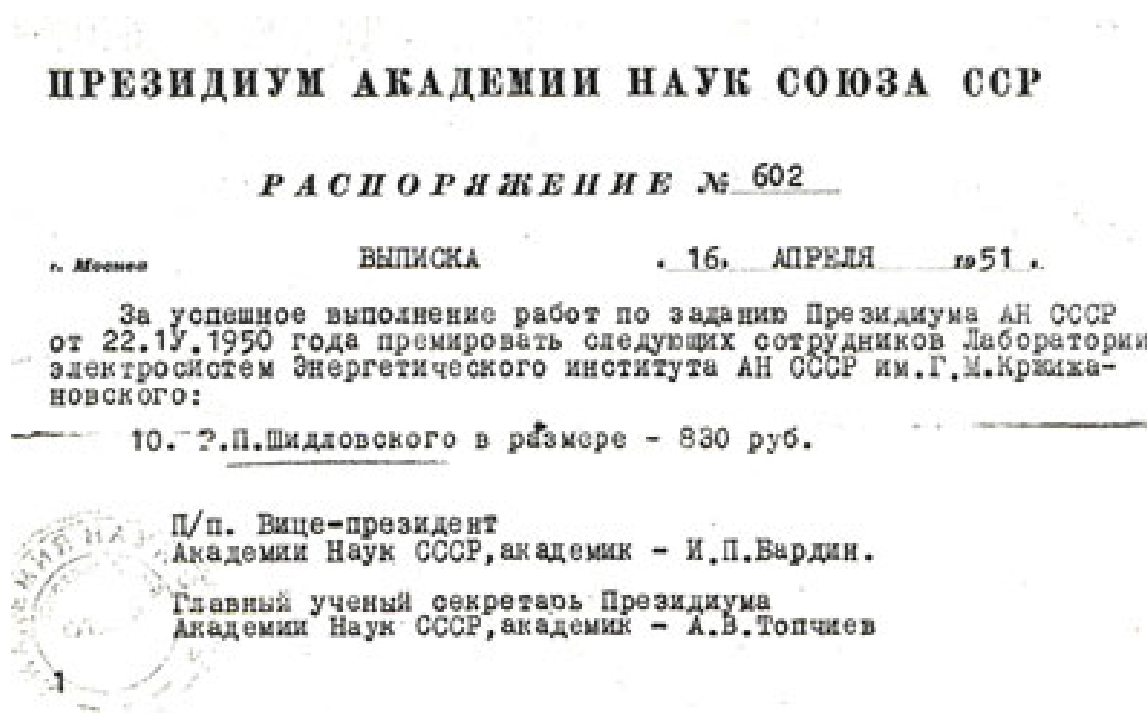 ПРЕЗИДИУМ АКАДЕМИИ НАУК СОЮЗА ССР
РАСПОРЯЖЕНИЕ № 602
г. Москва ВЫПИСКА . 16. АПРЕЛЯ 1951 .
За успешное выполнение работ по заданию Президиума АН СССР
от 22.1У.1950 года премировать следующих сотрудников Лаборатории
электросистем Энергетического института АН СССР им.Г.М.Кржижа-
новского:
10. П.Шидловского в размере - 830 руб.
П/п. Вице-президент
Академии Наук СССР,академик - И.П.Бардин.
Главный ученый секретарь Президиума
Академии Наук СССР,академик - А.В.Топчиев
1